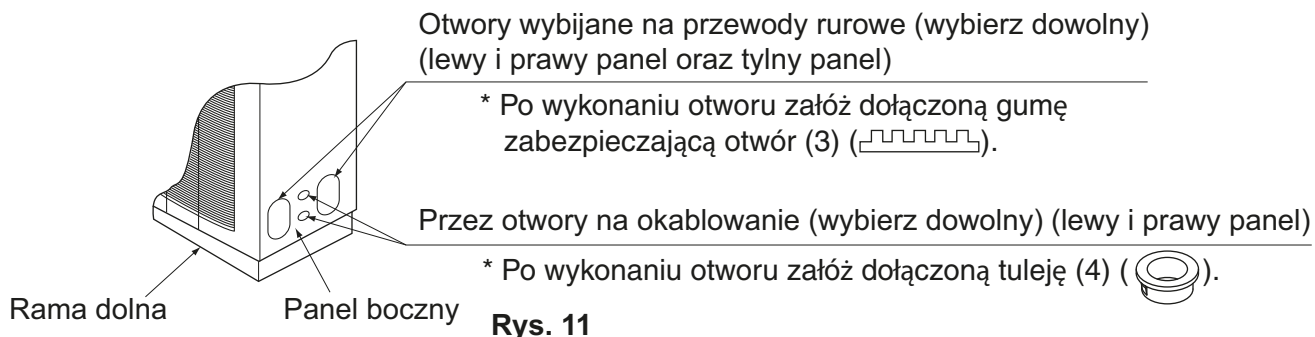 Otwory wybijane na przewody rurowe (wybierz dowolny)
(lewy i prawy panel oraz tylny panel)
* Po wykonaniu otworu załóż dołączoną gumę
zabezpieczającą otwór (3) ( ).
Przez otwory na okablowanie (wybierz dowolny) (lewy i prawy panel)
* Po wykonaniu otworu załóż dołączoną tuleję (4) ( ).
Rama dolna
Panel boczny
Rys. 11